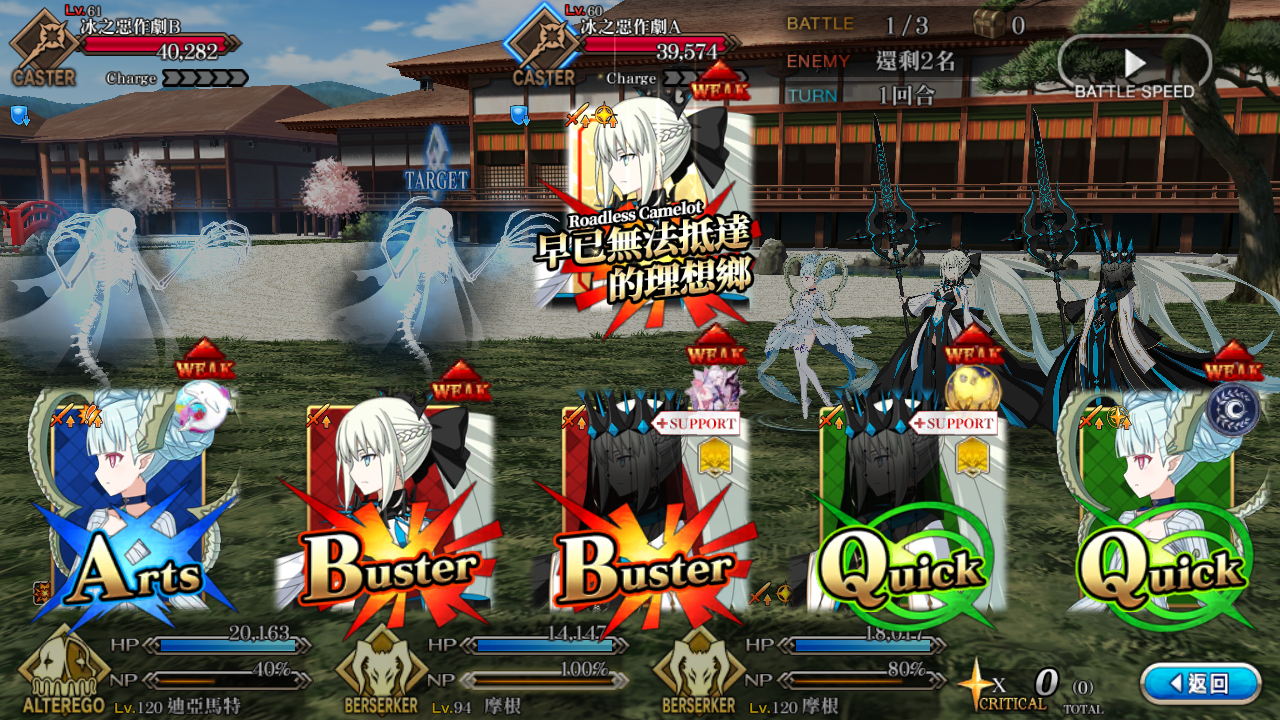 Lv.61
冰之惡作劇B
40,282
CASTER
Charge
Lv.60
冰之惡作劇A
39,574
CASTER
Charge
BATTLE 1/3 0
ENEMY 還剩2名
TURN 1回合
BATTLE SPEED
WEAK
TARGET
Roadless Camelot
早已無法抵達
的理想鄉
WEAK
WEAK
WEAK
WEAK
WEAK
SUPPORT
SUPPORT
Arts
Buster
Buster
Quick
Quick
HP 20,163
NP 40%
ALTEREGO
Lv.120 迪亞馬特
HP 14,147
NP 100%
BERSERKER
Lv.94 摩根
HP 18,017
NP 80%
BERSERKER
Lv.120 摩根
X 0 (0)
CRITICAL TOTAL
返回